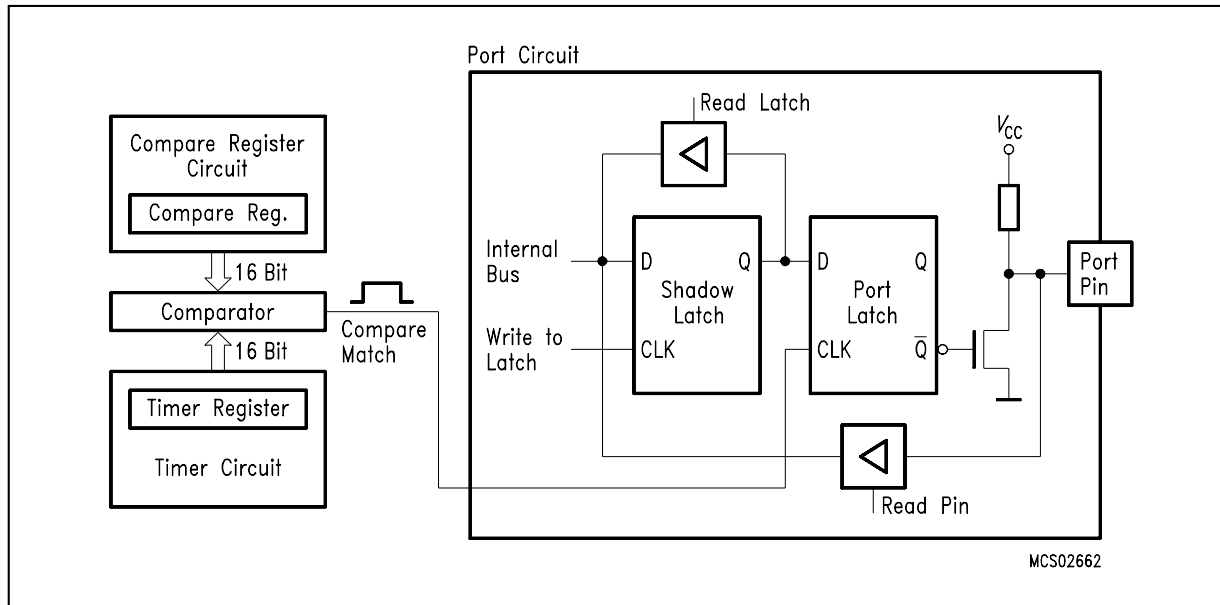 Port Circuit
Compare Register
Circuit
Compare Reg.
16 Bit
Comparator
16 Bit
Timer Register
Timer Circuit
Compare
Match
Read Latch
VCC
Internal
Bus
Write to
Latch
D
Q
Shadow
Latch
CLK
D
Q
Port
Latch
CLK
Q̅
Port
Pin
Read Pin
MCS02662